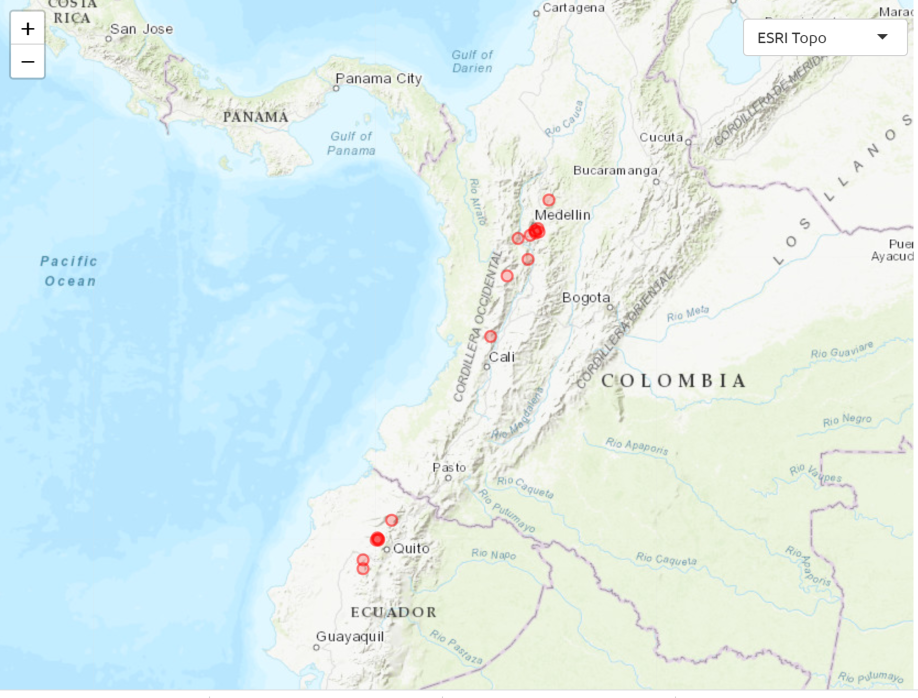 COSTA
RICA
San Jose
Cartagena
ESRI Topo
+
−
Gulf of
Darien
Panama City
PANAMA
Gulf of
Panama
Rio Cauca
Cucuta
CORDILLERA DE MERIDA
Bucaramanga
Rio Atrato
Medellin
LOS LLANOS
Pacific
Ocean
CORDILLERA OCCIDENTAL
Bogota
CORDILLERA ORIENTAL
Rio Meta
Cali
Rio Guaviare
COLOMBIA
Rio Magdalena
Rio Negro
Rio Apaporis
Pasto
Rio Caqueta
Rio Vaupes
Rio Putumayo
Quito
Rio Napo
Rio Caqueta
Rio Apaporis
ECUADOR
Guayaquil
Rio Pastaza
Rio Putumayo